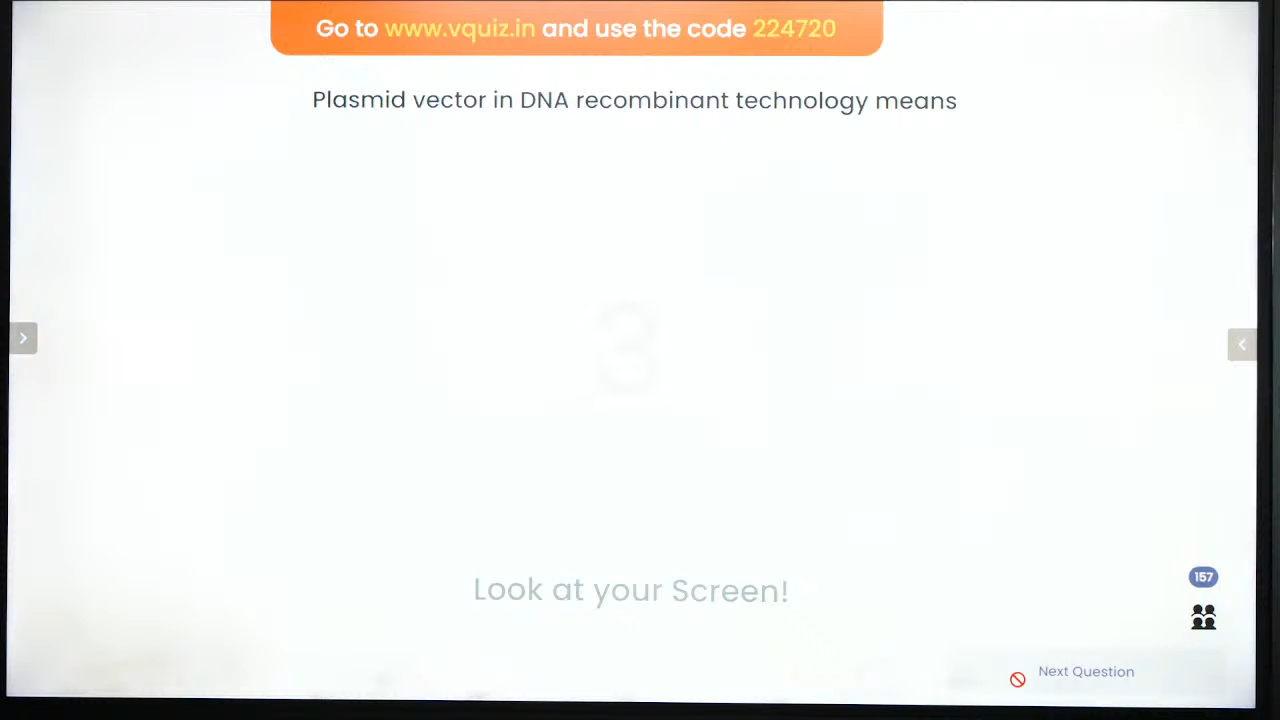 Go to www.vquiz.in and use the code 224720
Plasmid vector in DNA recombinant technology means
3
Look at your Screen!
157
Next Question